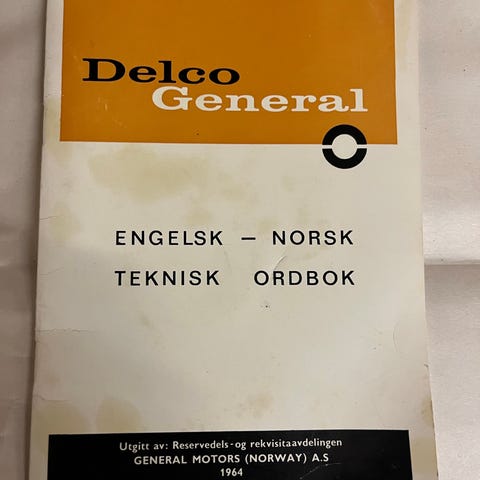 Delco
General
ENGELSK — NORSK
TEKNISK ORDBOK
Utgitt av: Reservedels-og rekvisitaavdelingen
GENERAL MOTORS (NORWAY) A.S
1964